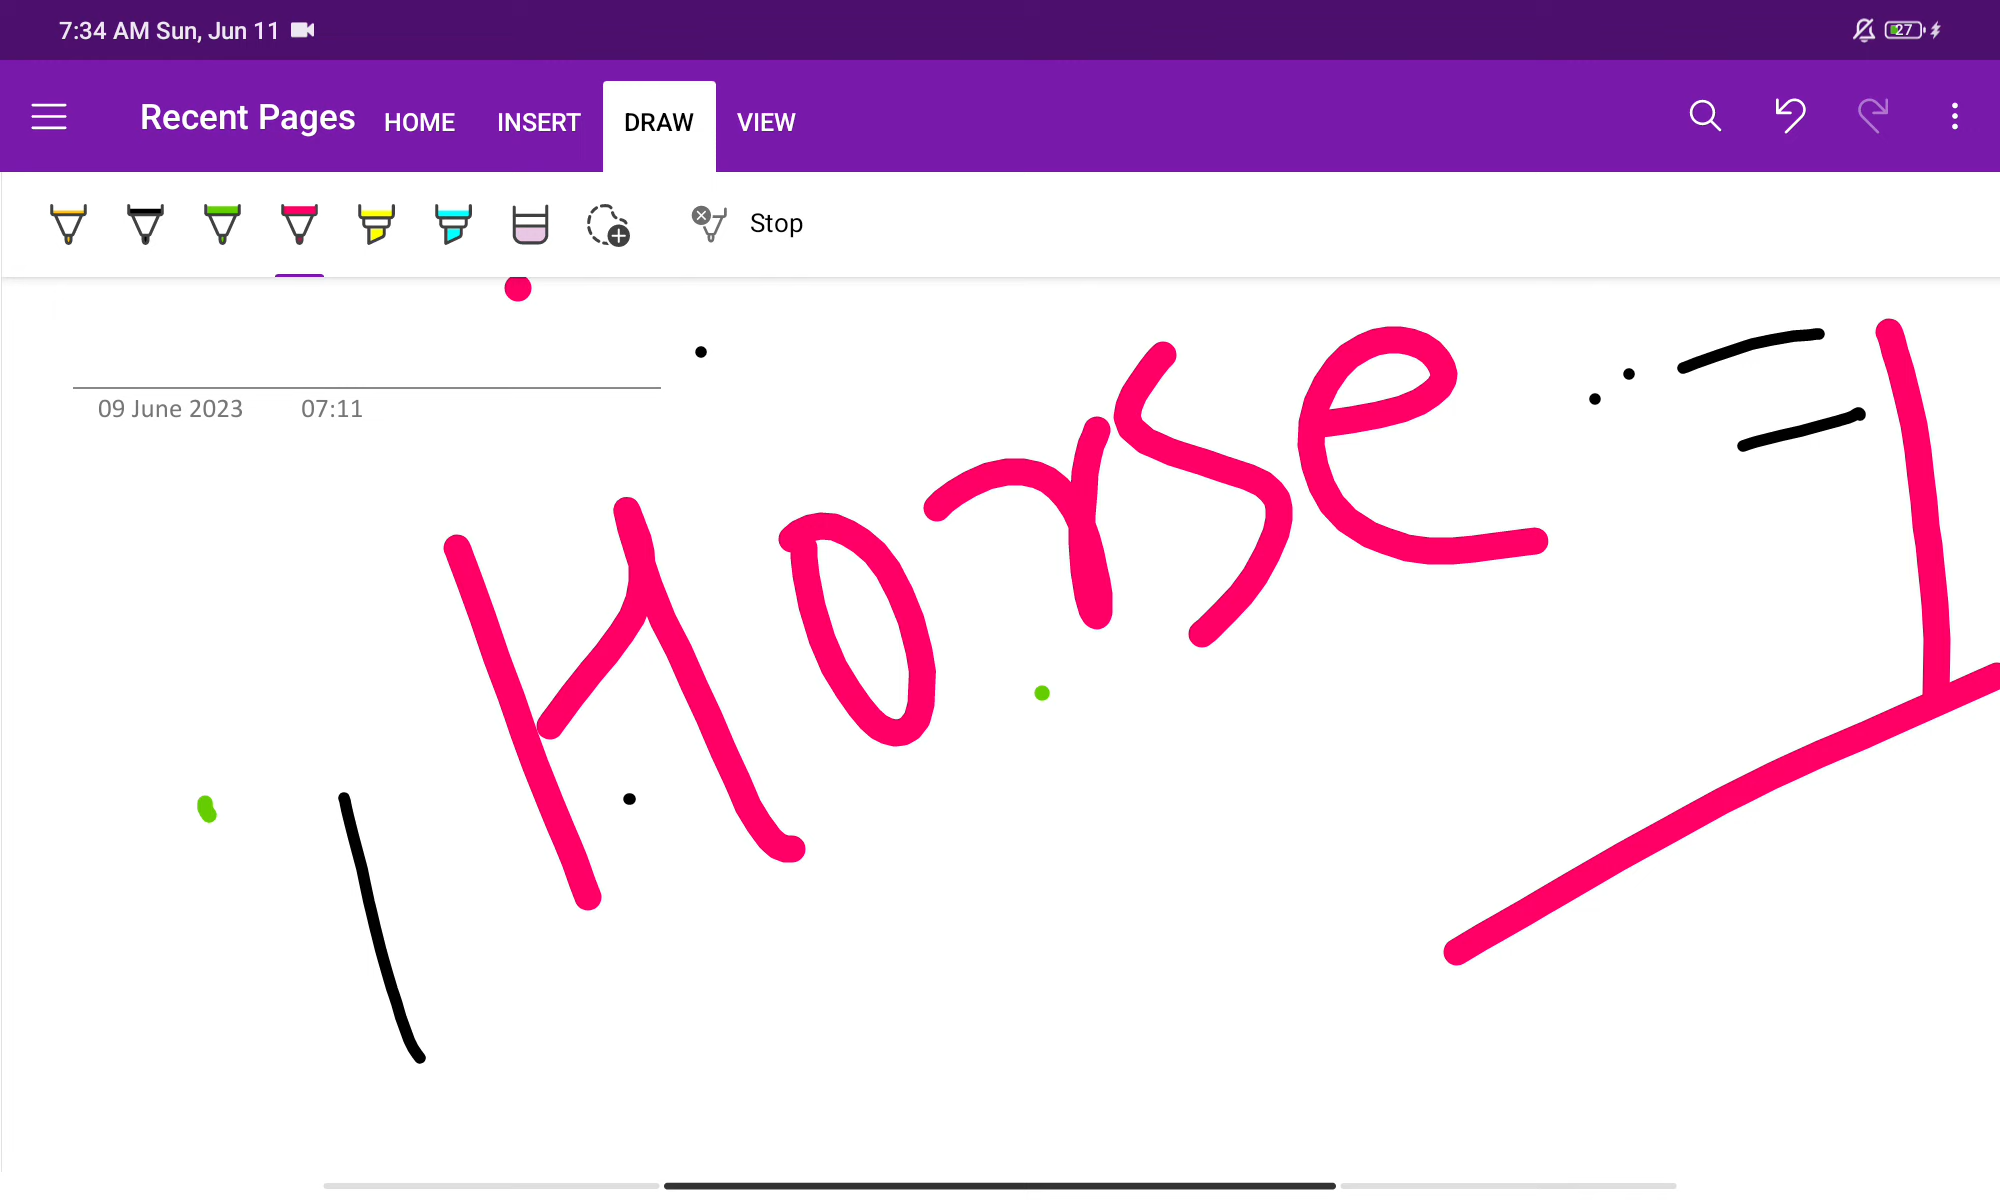 7:34 AM Sun, Jun 11 27
Recent Pages HOME INSERT DRAW VIEW
Stop
09 June 2023 07:11
Horse =